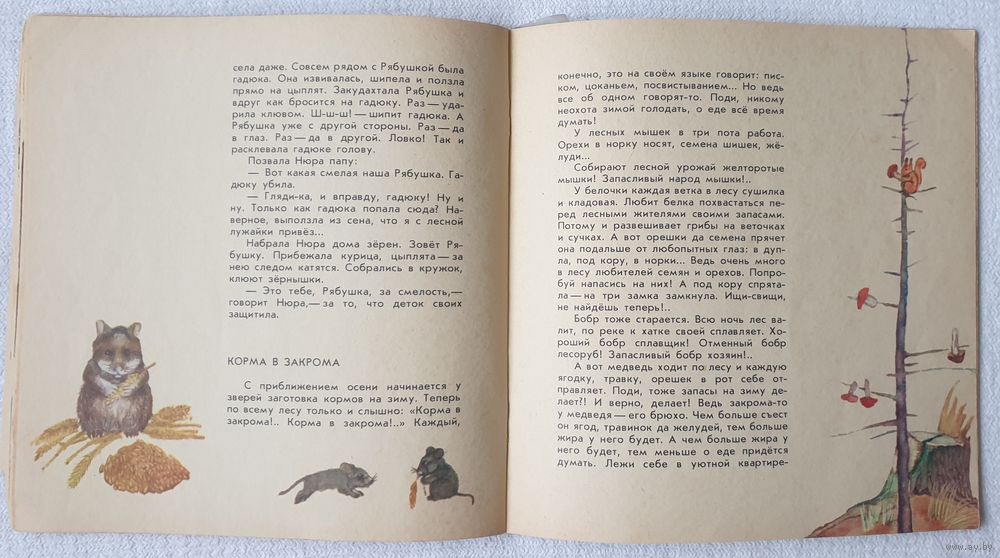 села даже. Совсем рядом с Рябушкой была
гадюка. Она извивалась, шипела и ползла
прямо на цыплят. Закудахтала Рябушка и
вдруг как бросится на гадюку. Раз — уда-
рила клювом. Ш-ш-ш! — шипит гадюка. А
Рябушка уже с другой стороны. Раз — да
в глаз. Раз — да в другой. Ловко! Так и
расклевала гадюке голову.
Позвала Нюра папу:
— Вот какая смелая наша Рябушка. Га-
дюку убила.
— Гляди-ка, и вправду, гадюку! Ну и
ну. Только как гадюка попала сюда? На-
верное, выползла из сена, что я с лесной
лужайки привёз...
Набрала Нюра дома зёрен. Зовёт Ря-
бушку. Прибежала курица, цыплята — за
нею следом катятся. Собрались в кружок,
клюют зёрнышки.
— Это тебе, Рябушка, за смелость,—
говорит Нюра,— за то, что деток своих
защитила.
КОРМА В ЗАКРОМА
С приближением осени начинается у
зверей заготовка кормов на зиму. Теперь
по всему лесу только и слышно: «Корма в
закрома!.. Корма в закрома!..» Каждый,
конечно, это на своём языке говорит: пис-
ком, цоканьем, посвистыванием... Но ведь
все об одном говорят-то. Поди, никому
неохота зимой голодать, о еде всё время
думать!
У лесных мышек в три пота работа.
Орехи в норку носят, семена шишек, жё-
луди...
Собирают лесной урожай желторотые
мышки! Запасливый народ мышки!..
У белочки каждая ветка в лесу сушилка
и кладовая. Любит белка похвастаться пе-
ред лесными жителями своими запасами.
Потому и развешивает грибы на веточках
и сучках. А вот орешки да семена прячет
она подальше от любопытных глаз: в дуп-
ла, под кору, в норки... Ведь очень много
в лесу любителей семян и орехов. Попро-
буй напасись на них! А под кору спрята-
ла — на три замка замкнула. Ищи-свищи,
не найдёшь теперь!..
Бобр тоже старается. Всю ночь лес ва-
лит, по реке к хатке своей сплавляет. Хо-
роший бобр сплавщик! Отменный бобр
лесоруб! Запасливый бобр хозяин!..
А вот медведь ходит по лесу и каждую
ягодку, травку, орешек в рот себе от-
правляет. Поди, тоже запасы на зиму де-
лает?! И верно, делает! Ведь закрома-то
у медведя — его брюхо. Чем больше съест
он ягод, травинок да желудей, тем больше
жира у него будет. А чем больше жира у
него будет, тем меньше о еде придётся
думать. Лежи себе в уютной квартире-
www.ay.by